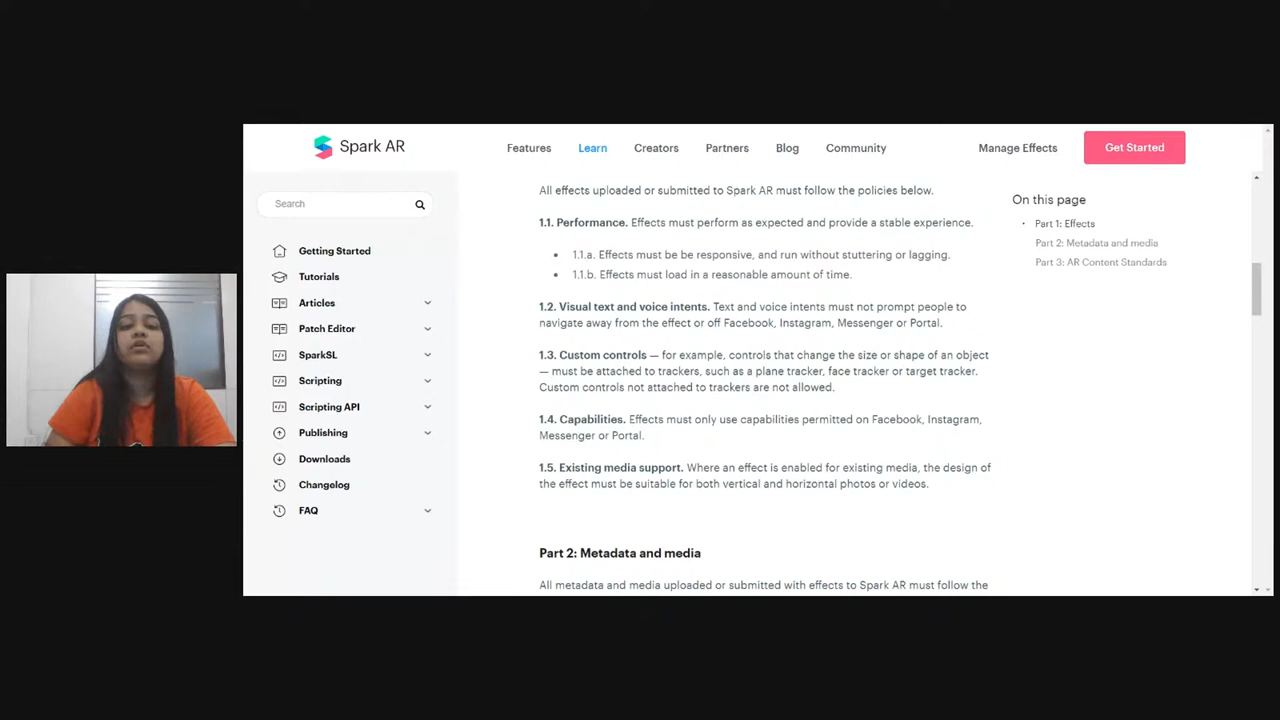 Spark AR
Features
Learn
Creators
Partners
Blog
Community
Manage Effects
Get Started
Search
Getting Started
Tutorials
Articles
Patch Editor
SparkSL
Scripting
Scripting API
Publishing
Downloads
Changelog
FAQ
All effects uploaded or submitted to Spark AR must follow the policies below.
1.1. Performance. Effects must perform as expected and provide a stable experience.
• 1.1.a. Effects must be be responsive, and run without stuttering or lagging.
• 1.1.b. Effects must load in a reasonable amount of time.
1.2. Visual text and voice intents. Text and voice intents must not prompt people to
navigate away from the effect or off Facebook, Instagram, Messenger or Portal.
1.3. Custom controls — for example, controls that change the size or shape of an object
— must be attached to trackers, such as a plane tracker, face tracker or target tracker.
Custom controls not attached to trackers are not allowed.
1.4. Capabilities. Effects must only use capabilities permitted on Facebook, Instagram,
Messenger or Portal.
1.5. Existing media support. Where an effect is enabled for existing media, the design of
the effect must be suitable for both vertical and horizontal photos or videos.
Part 2: Metadata and media
All metadata and media uploaded or submitted with effects to Spark AR must follow the
On this page
· Part 1: Effects
Part 2: Metadata and media
Part 3: AR Content Standards